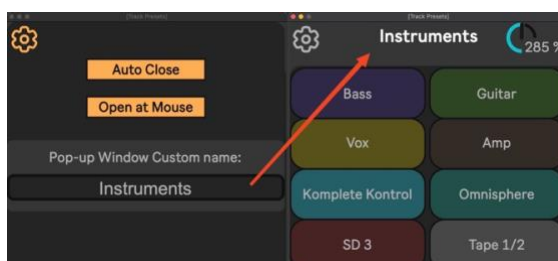 [Track Presets]
Auto Close
Open at Mouse
Pop-up Window Custom name:
Instruments
[Track Presets]
Instruments
285 %
Bass
Guitar
Vox
Amp
Komplete Kontrol
Omnisphere
SD 3
Tape 1/2